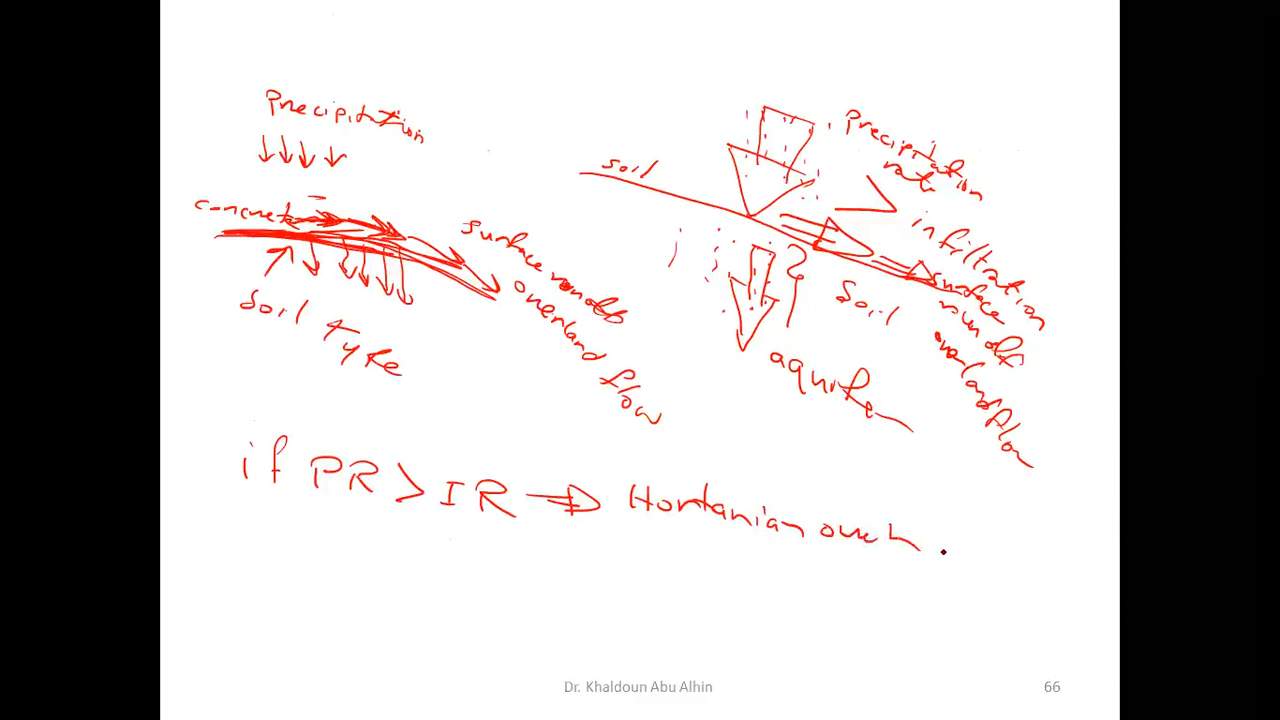 Precipitation
concrete
surface runoff
overland flow
Soil type
soil
Precipitation
rate
>
infiltration
Soil
surface
runoff
overland flow
aquifer
if PR > IR ⇒ Hortanian overl
Dr. Khaldoun Abu Alhin
66